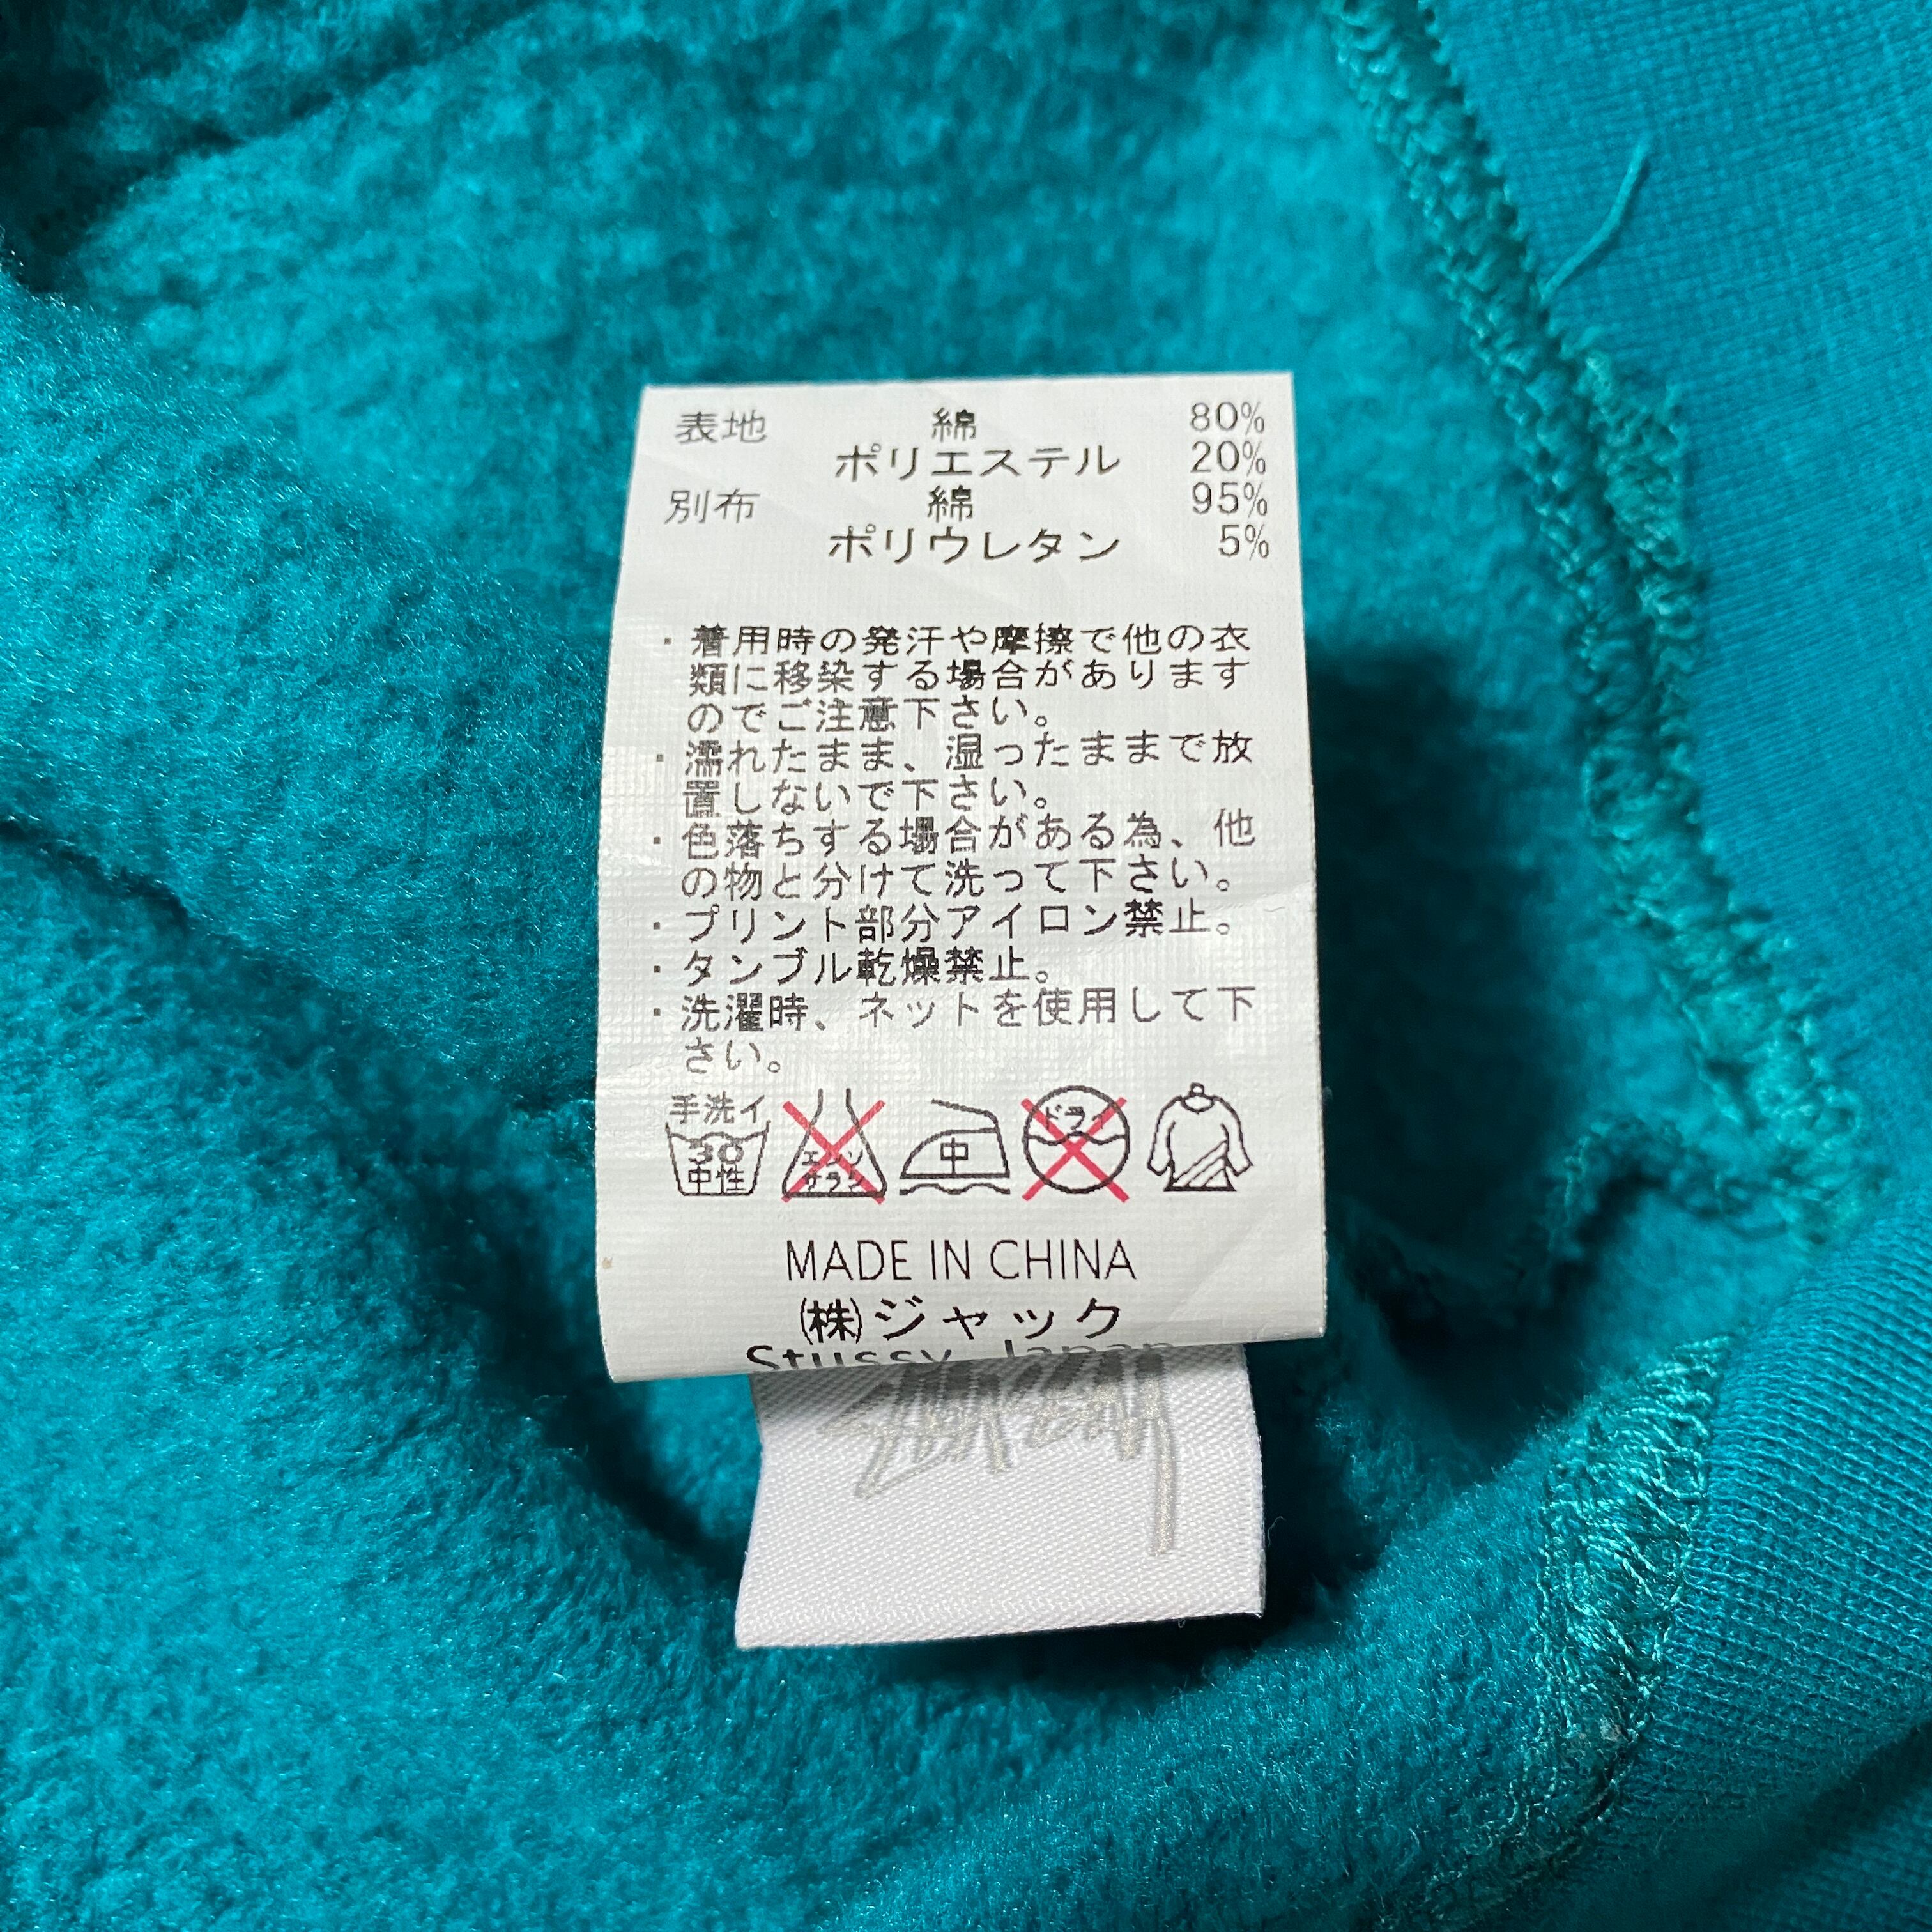 表地 綿 80%
ポリエステル 20%
別布 綿 95%
ポリウレタン 5%
・着用時の発汗や摩擦で他の衣
類に移染する場合があります
のでご注意下さい。
・濡れたまま、湿ったままで放
置しないで下さい。
・色落ちする場合がある為、他
の物と分けて洗って下さい。
・プリント部分アイロン禁止。
・タンブル乾燥禁止。
・洗濯時、ネットを使用して下
さい。
手洗イ
30
中性
エンソ
サラシ
中
ドライ
MADE IN CHINA
(株)ジャック
Stussy Japan